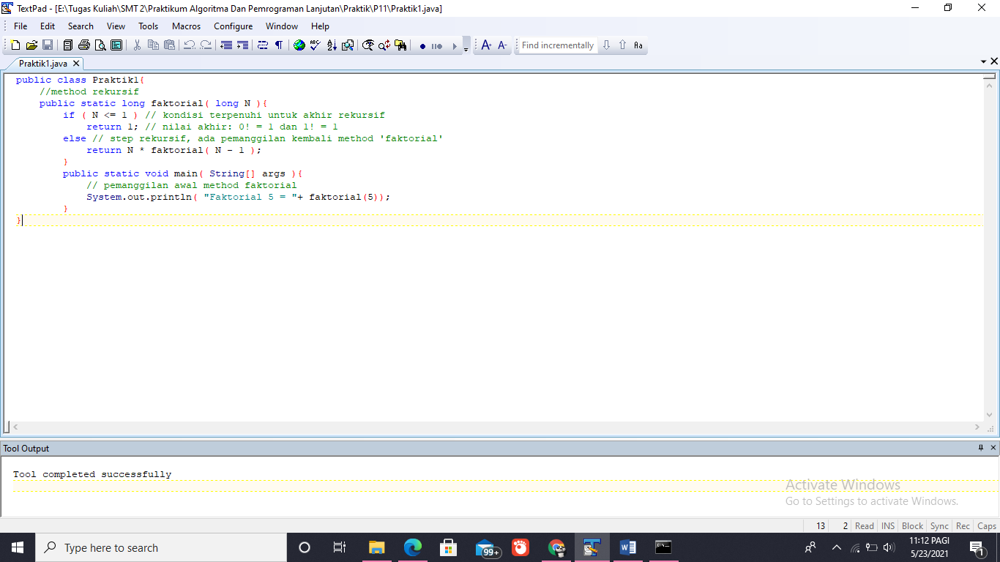 TextPad - [E:\Tugas Kuliah\SMT 2\Praktikum Algoritma Dan Pemrograman Lanjutan\Praktik\P11\Praktik1.java]
File Edit Search View Tools Macros Configure Window Help
Find incrementally
Praktik1.java
public class Praktik1{
//method rekursif
public static long faktorial( long N ){
if ( N <= 1 ) // kondisi terpenuhi untuk akhir rekursif
return 1; // nilai akhir: 0! = 1 dan 1! = 1
else // step rekursif, ada pemanggilan kembali method 'faktorial'
return N * faktorial( N - 1 );
}
public static void main( String[] args ){
// pemanggilan awal method faktorial
System.out.println( "Faktorial 5 = "+ faktorial(5));
}
}
Tool Output
Tool completed successfully
Activate Windows
Go to Settings to activate Windows.
13 2 Read INS Block Sync Rec Caps
Type here to search
99+
11:12 PAGI
5/23/2021
1